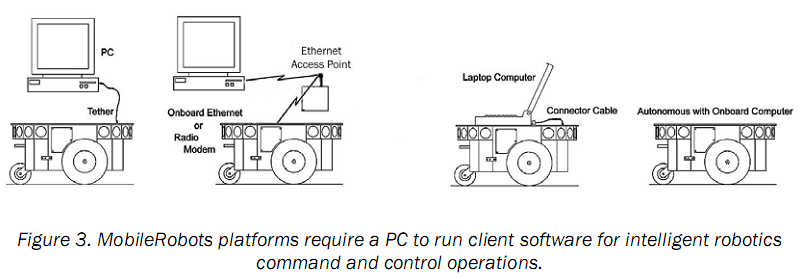 PC
Tether
Ethernet
Access Point
Onboard Ethernet
or
Radio
Modem
Laptop Computer
Connector Cable
Autonomous with Onboard Computer
Figure 3. MobileRobots platforms require a PC to run client software for intelligent robotics
command and control operations.